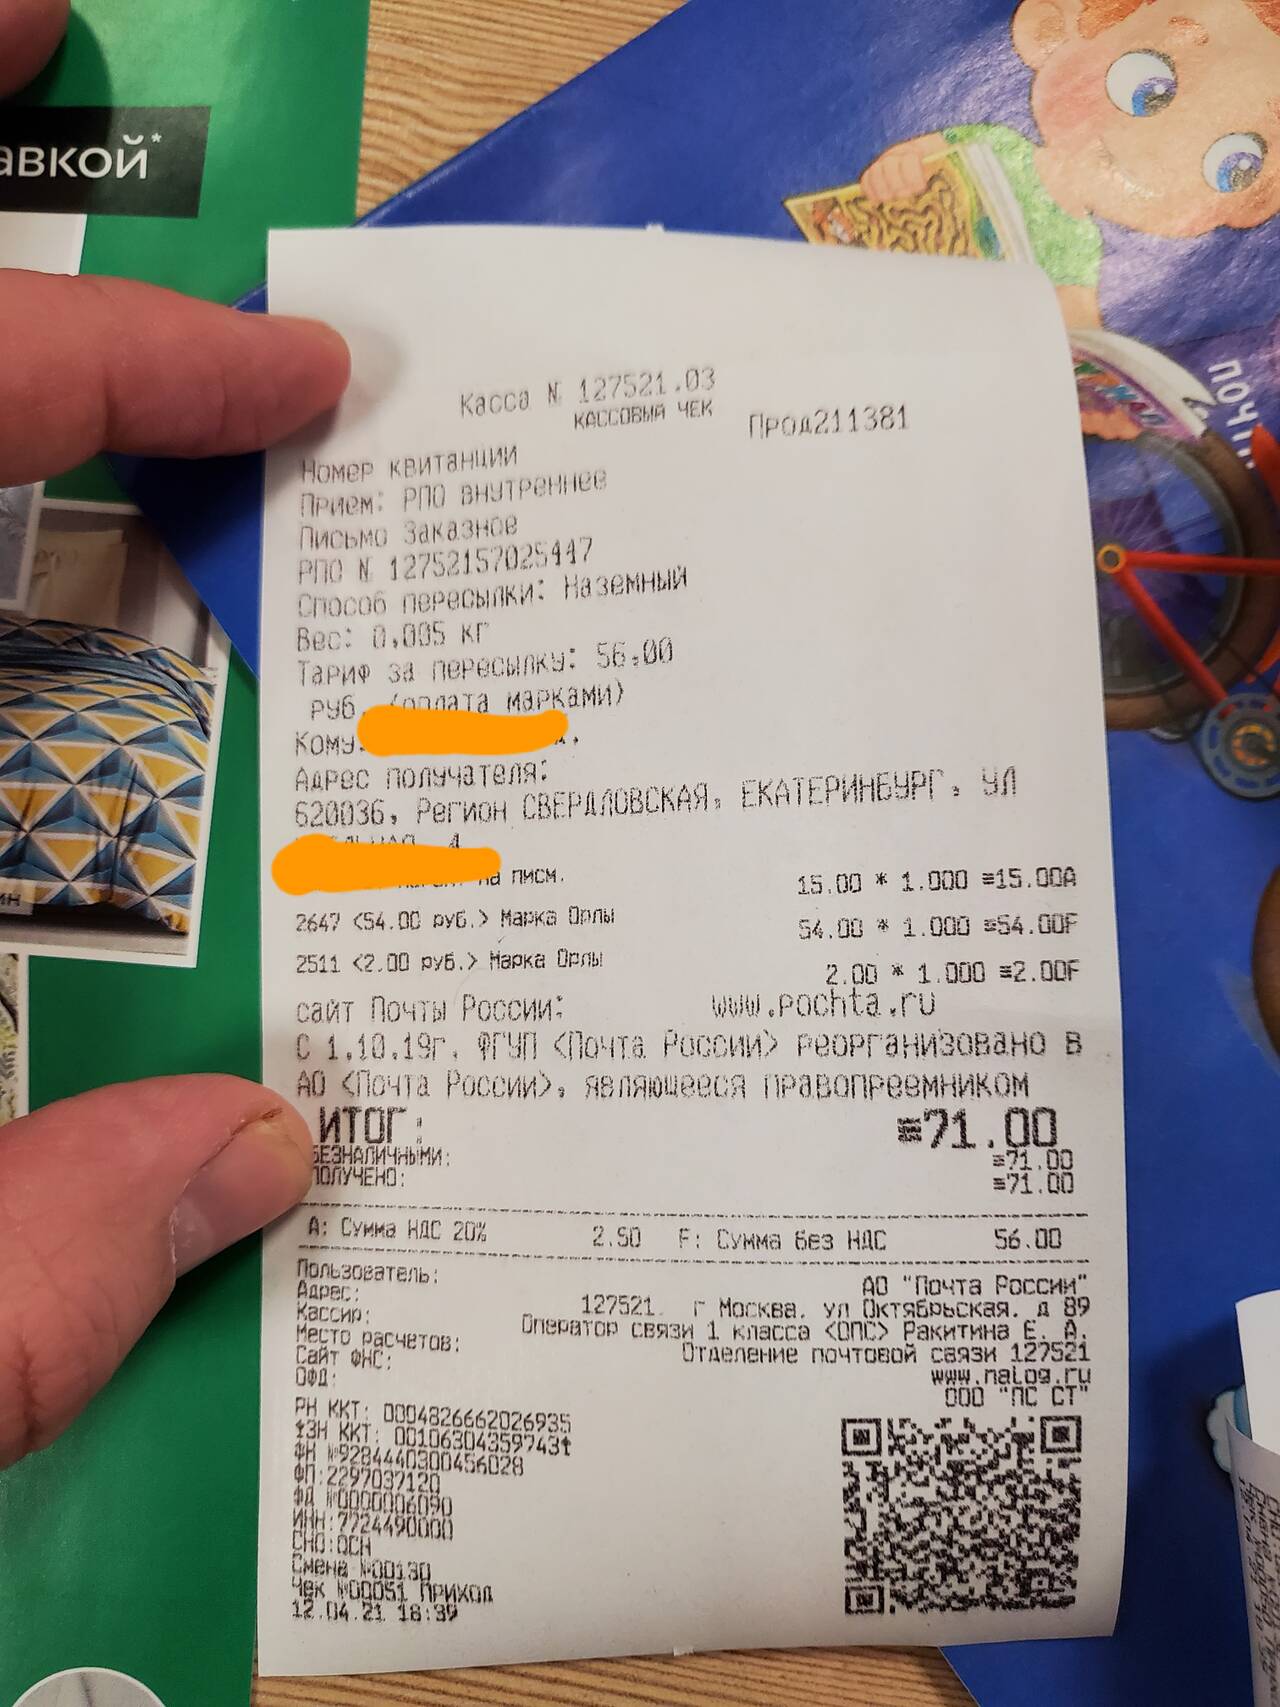 авкой*
ПОЧТ
Касса № 127521.03
КАССОВЫЙ ЧЕК
Прод211381
Номер квитанции
Прием: РПО внутреннее
Письмо Заказное
РПО № 12752157025447
Способ пересылки: Наземный
Вес: 0,005 кг
Тариф за пересылку: 56,00
руб. (оплата марками)
Кому:
Адрес получателя:
620036, Регион СВЕРДЛОВСКАЯ, ЕКАТЕРИНБУРГ, УЛ
4
на писм.
15.00 * 1.000 ≡15.00A
2647 <54.00 руб.> Марка Орлы
54.00 * 1.000 ≡54.00F
2511 <2.00 руб.> Марка Орлы
2.00 * 1.000 ≡2.00F
сайт Почты России: www.pochta.ru
С 1.10.19г. ФГУП <Почта России> реорганизовано в
АО <Почта России>, являющееся правопреемником
ИТОГ: ≡71.00
БЕЗНАЛИЧНЫМИ: ≡71.00
ПОЛУЧЕНО: ≡71.00
A: Сумма НДС 20% 2.50 F: Сумма без НДС 56.00
Пользователь: АО "Почта России"
Адрес: 127521, г Москва, ул Октябрьская, д 89
Кассир: Оператор связи 1 класса <ОПС> Ракитина Е. А.
Место расчетов: Отделение почтовой связи 127521
Сайт ФНС: www.nalog.ru
ОФД: ООО "ПС СТ"
РН ККТ: 0004826662026935
ЗН ККТ: 00106304359743
ФН №9284440300456028
ФП:2297037120
ФД №0000006090
ИНН:7724490000
СНО:ОСН
Смена №00130
Чек №00051 ПРИХОД
12.04.21 18:39